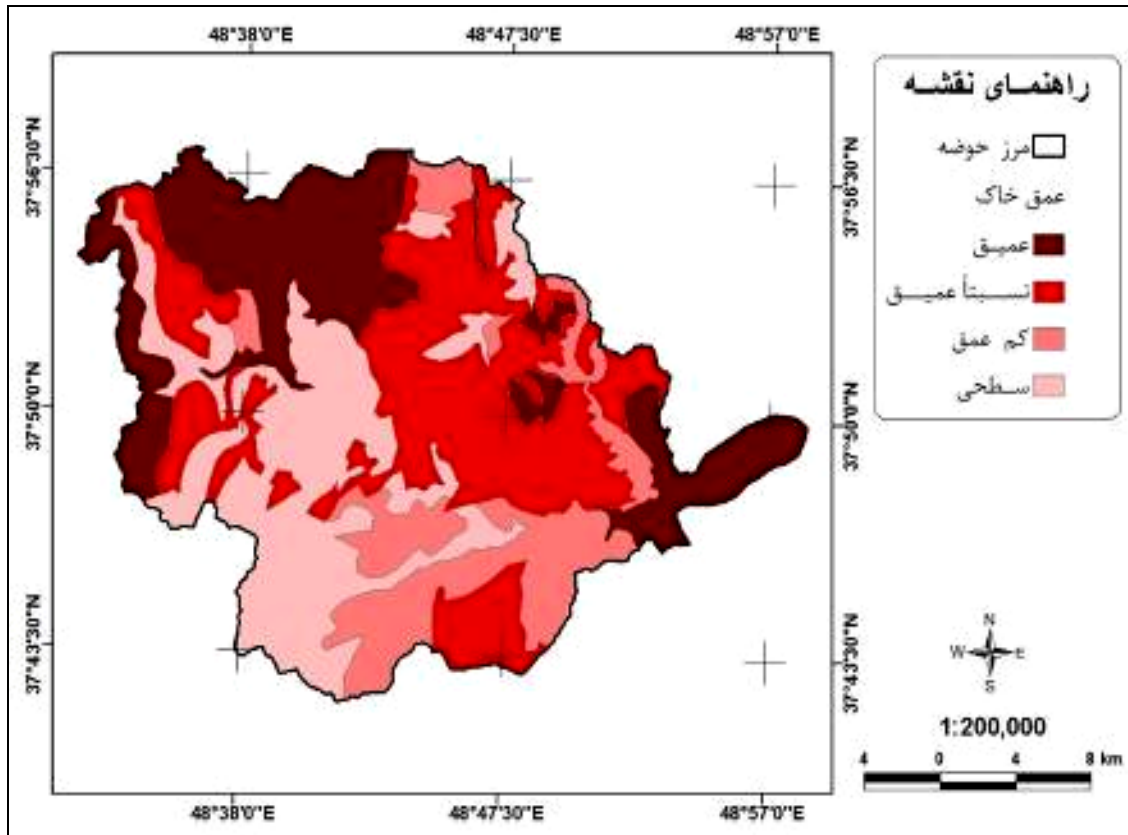 48°38'0"E 48°47'30"E 48°57'0"E
37°56'30"N
37°50'0"N
37°43'30"N
37°56'30"N
37°50'0"N
37°43'30"N
48°38'0"E 48°47'30"E 48°57'0"E
راهنمای نقشه
مرز حوضه
عمق خاک
عمیق
نسبتاً عمیق
کم عمق
سطحی
N
W E
S
1:200,000
4 0 4 8 km